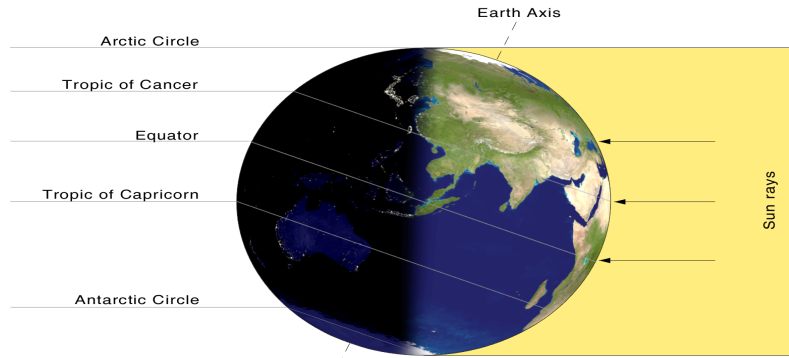 Earth Axis
Arctic Circle
Tropic of Cancer
Equator
Tropic of Capricorn
Antarctic Circle
Sun rays